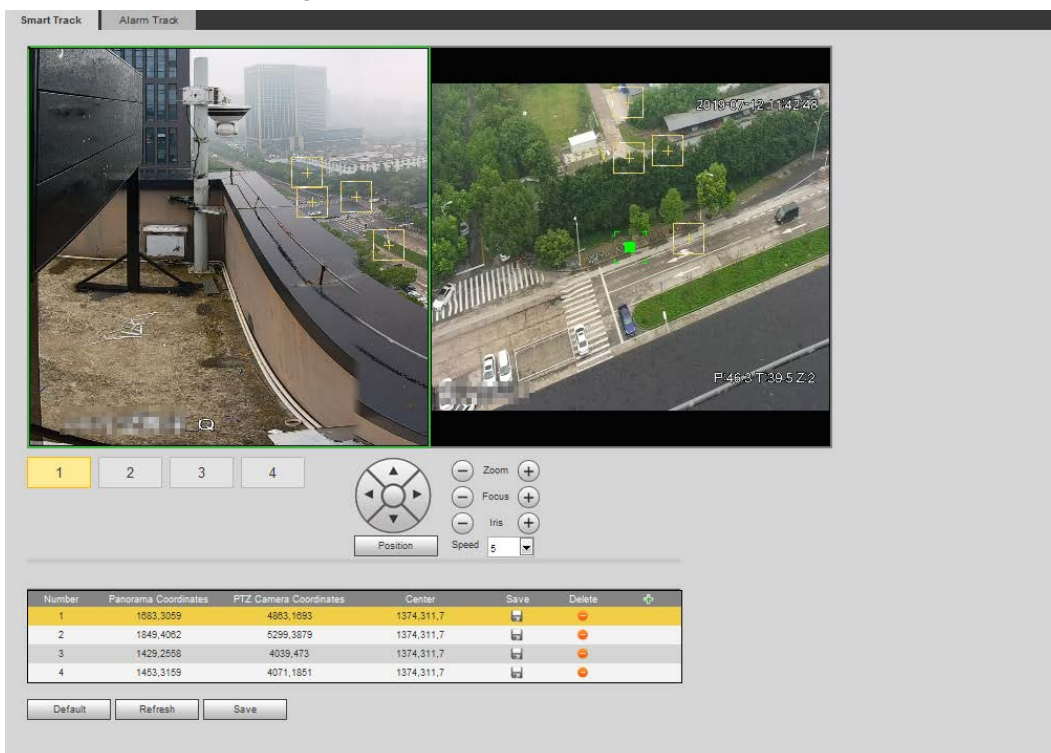 Smart Track Alarm Track
2019-07-12 11:42:48
P:46.3 T:39.5 Z:2
1 2 3 4
Zoom
Focus
Iris
Position Speed 5
Number Panorama Coordinates PTZ Camera Coordinates Center Save Delete
1 1683,3059 4863,1693 1374,311,7
2 1849,4062 5299,3879 1374,311,7
3 1429,2558 4039,473 1374,311,7
4 1453,3159 4071,1851 1374,311,7
Default Refresh Save